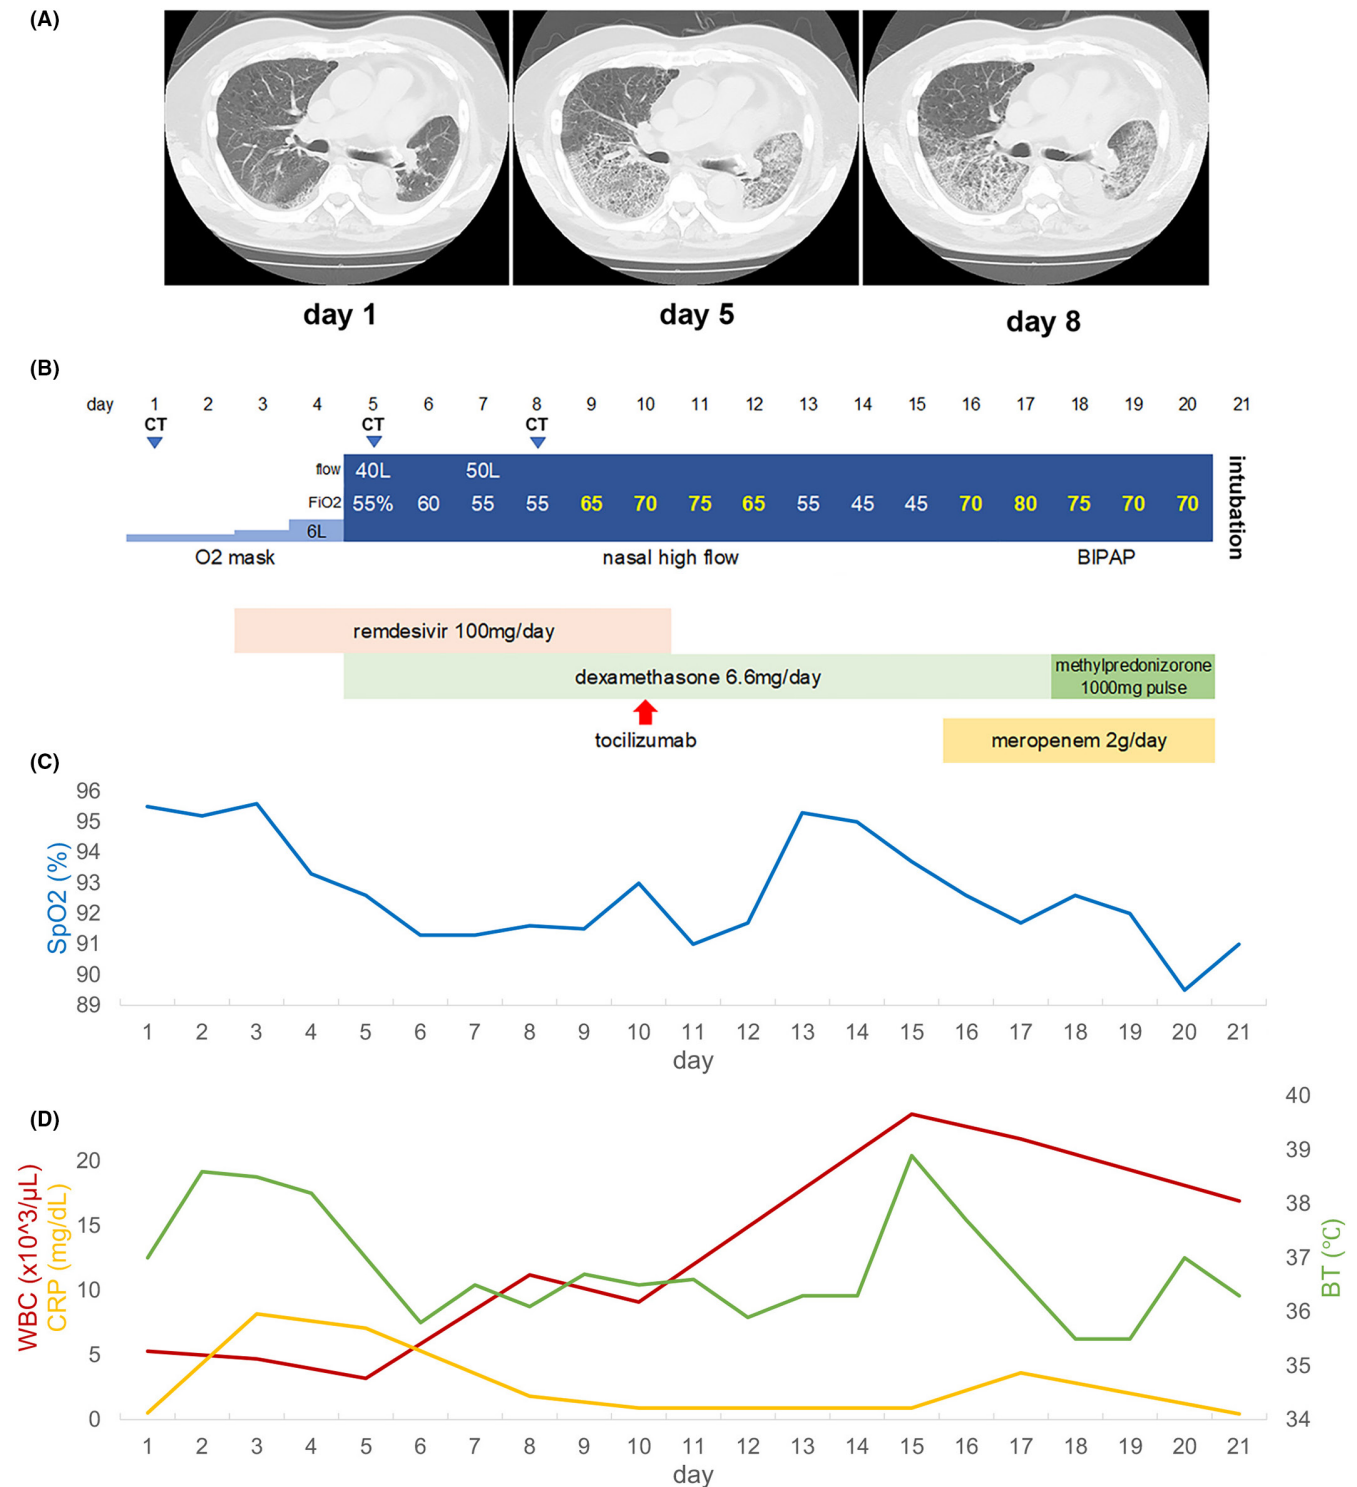 (A)
day 1
day 5
day 8
(B)
day 1 2 3 4 5 6 7 8 9 10 11 12 13 14 15 16 17 18 19 20 21
CT CT CT
flow 40L 50L
FiO2 55% 60 55 55 65 70 75 65 55 45 45 70 80 75 70 70
6L
intubation
O2 mask nasal high flow BIPAP
remdesivir 100mg/day
dexamethasone 6.6mg/day
methylpredonizorone
1000mg pulse
tocilizumab
meropenem 2g/day
(C)
SpO2 (%)
96
95
94
93
92
91
90
89
1 2 3 4 5 6 7 8 9 10 11 12 13 14 15 16 17 18 19 20 21
day
(D)
WBC (x10^3/μL)
CRP (mg/dL)
20
15
10
5
0
40
39
38
37
36
35
34
BT (℃)
1 2 3 4 5 6 7 8 9 10 11 12 13 14 15 16 17 18 19 20 21
day